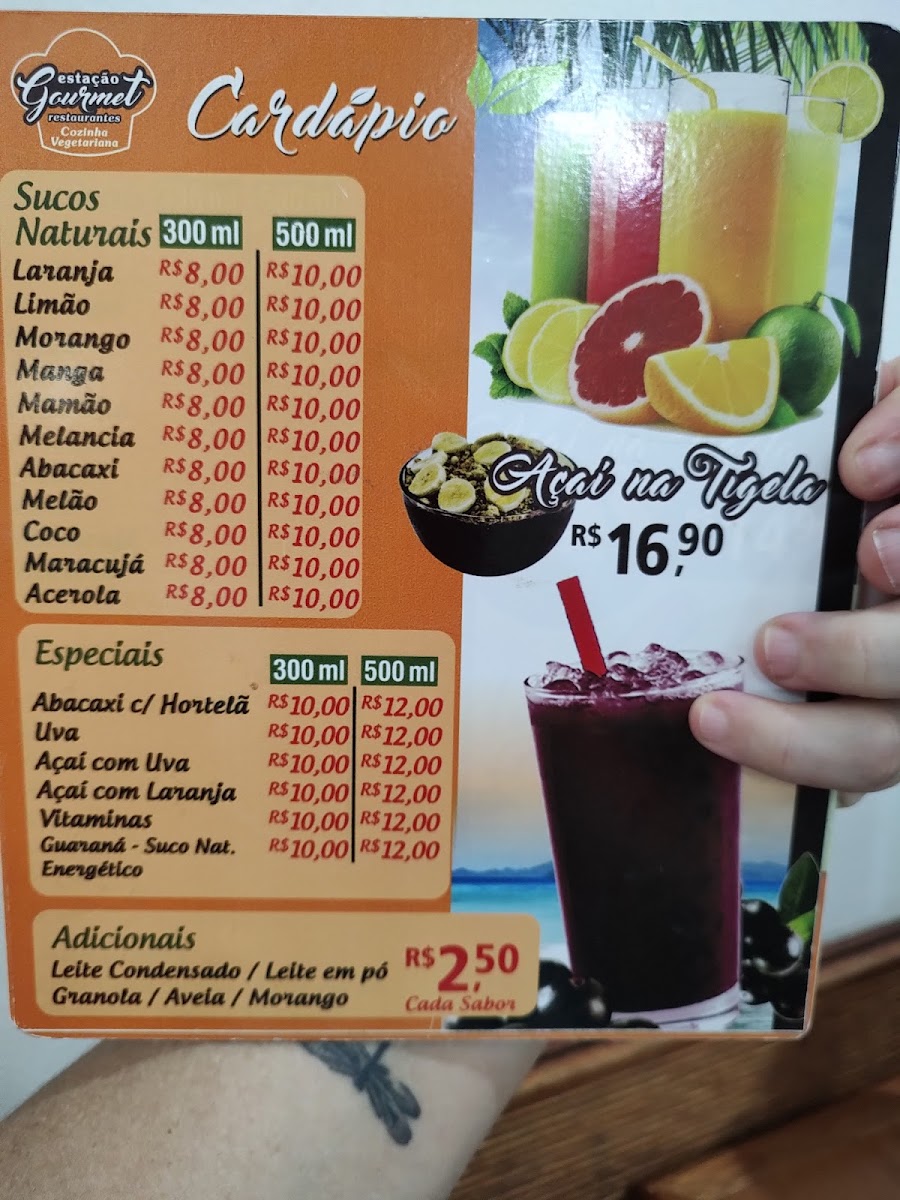 estação
Gourmet
restaurantes
Cozinha
Vegetariana
Cardápio
Sucos
Naturais 300 ml 500 ml
Laranja R$8,00 R$10,00
Limão R$8,00 R$10,00
Morango R$8,00 R$10,00
Manga R$8,00 R$10,00
Mamão R$8,00 R$10,00
Melancia R$8,00 R$10,00
Abacaxi R$8,00 R$10,00
Melão R$8,00 R$10,00
Coco R$8,00 R$10,00
Maracujá R$8,00 R$10,00
Acerola R$8,00 R$10,00
Açaí na Tigela
R$ 16,90
Especiais 300 ml 500 ml
Abacaxi c/ Hortelã R$10,00 R$12,00
Uva R$10,00 R$12,00
Açaí com Uva R$10,00 R$12,00
Açaí com Laranja R$10,00 R$12,00
Vitaminas R$10,00 R$12,00
Guaraná - Suco Nat. R$10,00 R$12,00
Energético
Adicionais
Leite Condensado / Leite em pó
Granola / Aveia / Morango
R$2,50
Cada Sabor